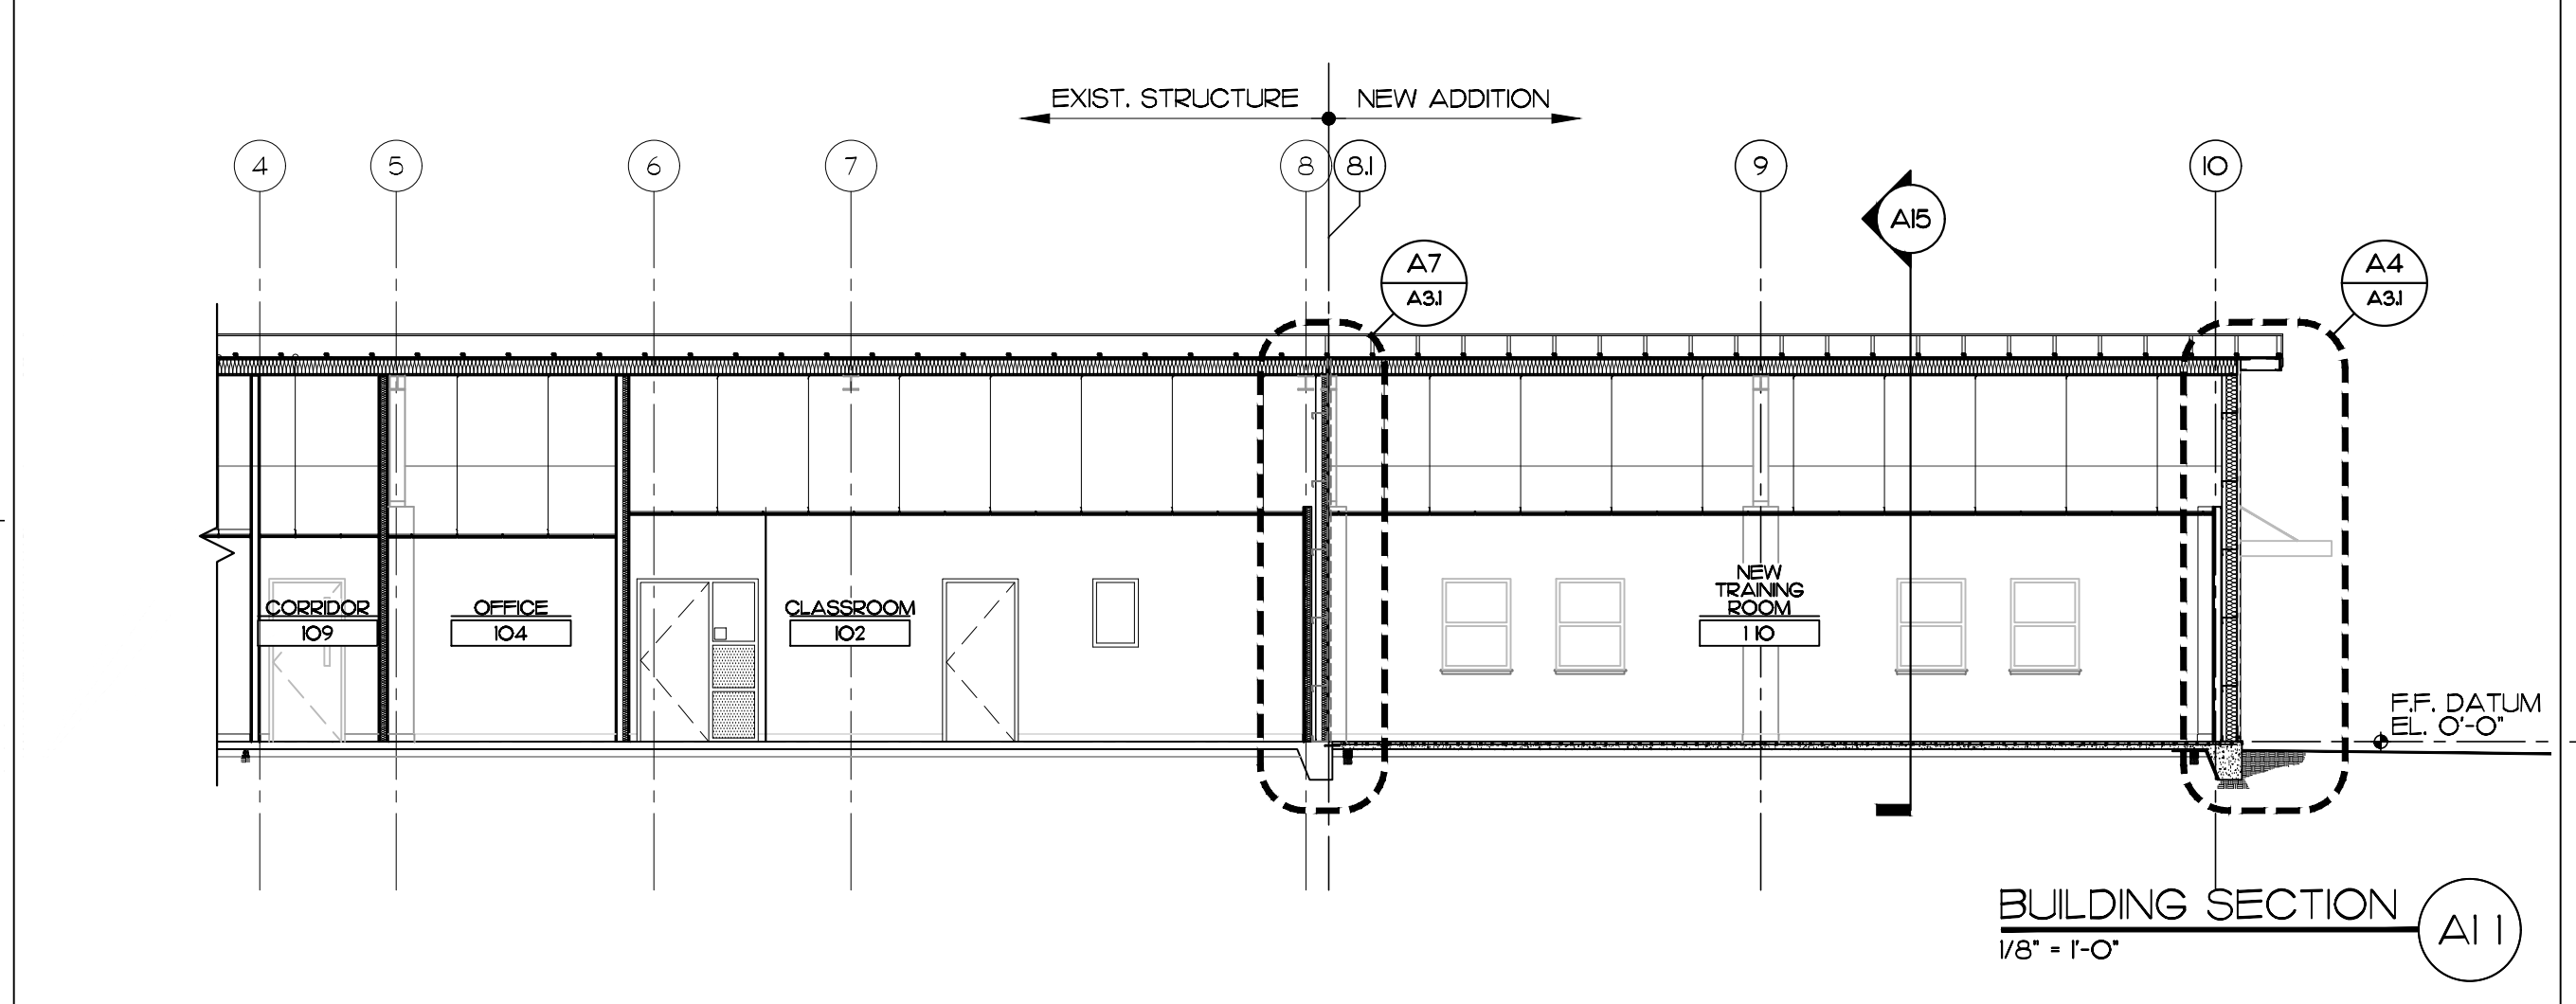 EXIST. STRUCTURE NEW ADDITION
4 5 6 7 8 8.1 9 10
A15
A7
A3.1
A4
A3.1
CORRIDOR
109
OFFICE
104
CLASSROOM
102
NEW
TRAINING
ROOM
110
F.F. DATUM
EL. 0'-0"
BUILDING SECTION
1/8" = 1'-0"
A11